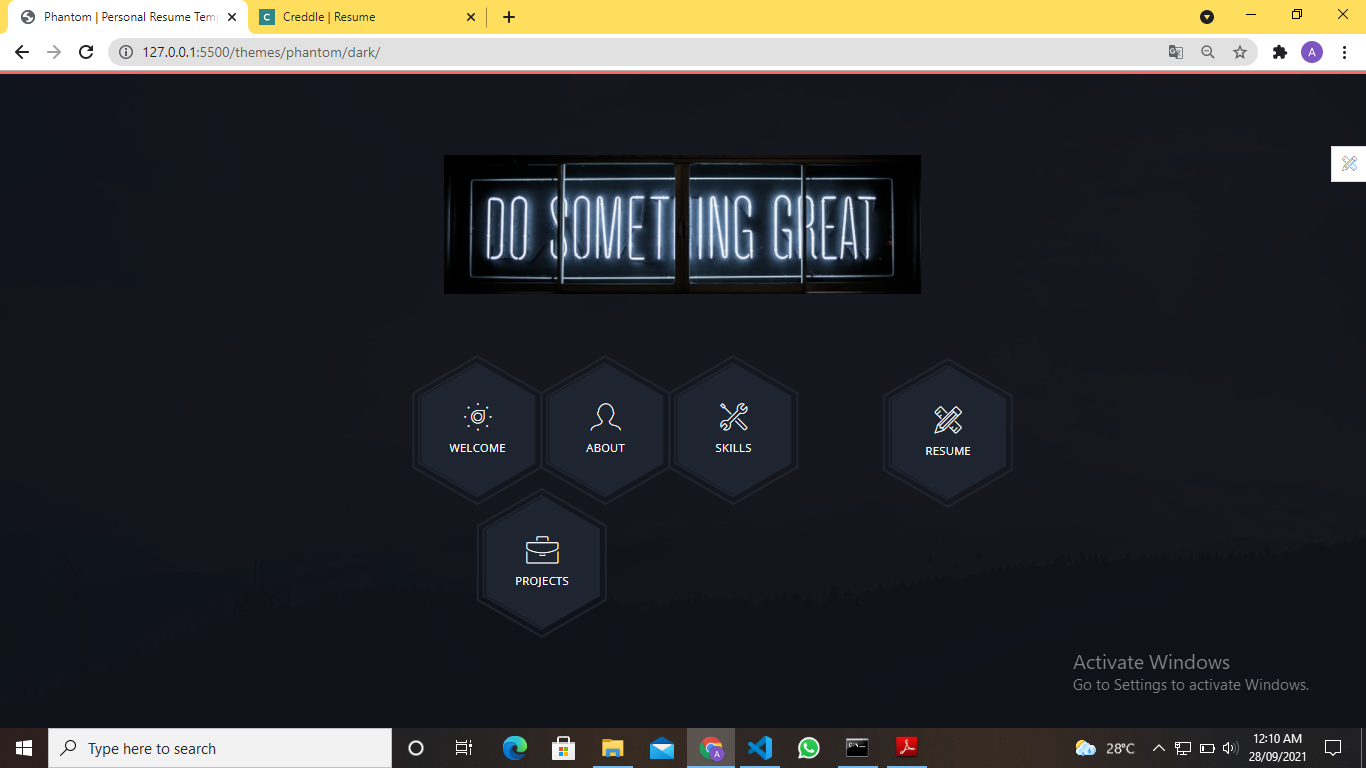 Phantom | Personal Resume Tem
Creddle | Resume
127.0.0.1:5500/themes/phantom/dark/
A
DO SOMETHING GREAT
WELCOME
ABOUT
SKILLS
RESUME
PROJECTS
Activate Windows
Go to Settings to activate Windows.
Type here to search
28°C
12:10 AM
28/09/2021